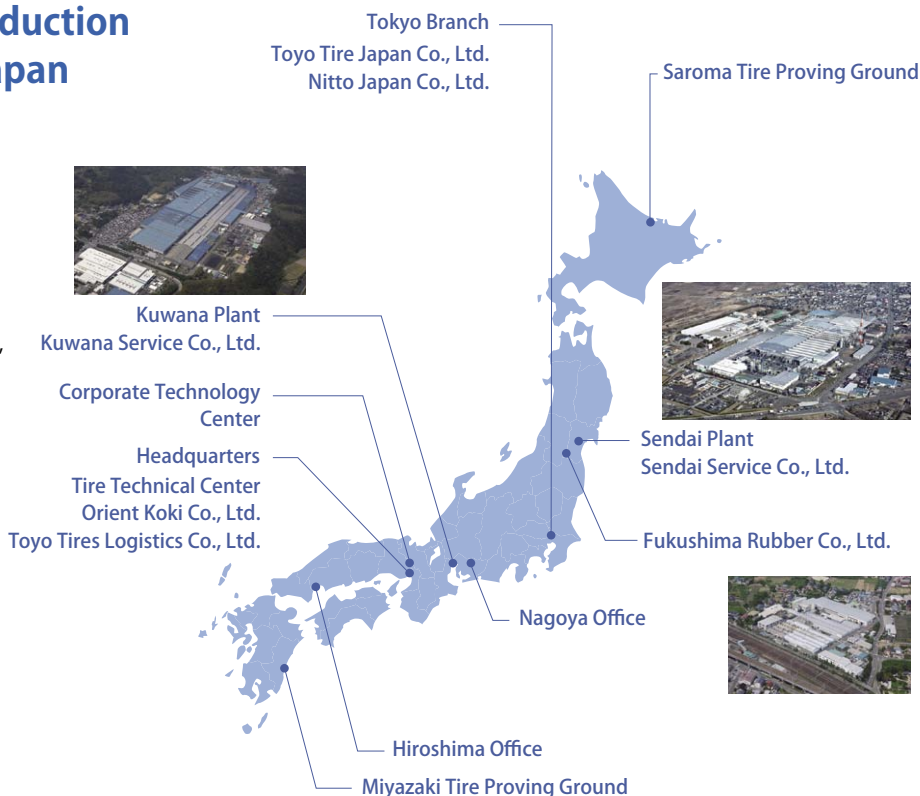 duction
apan
Tokyo Branch
Toyo Tire Japan Co., Ltd.
Nitto Japan Co., Ltd.
Saroma Tire Proving Ground
Kuwana Plant
Kuwana Service Co., Ltd.
,
Corporate Technology
Center
Headquarters
Tire Technical Center
Orient Koki Co., Ltd.
Toyo Tires Logistics Co., Ltd.
Sendai Plant
Sendai Service Co., Ltd.
Fukushima Rubber Co., Ltd.
Nagoya Office
Hiroshima Office
Miyazaki Tire Proving Ground